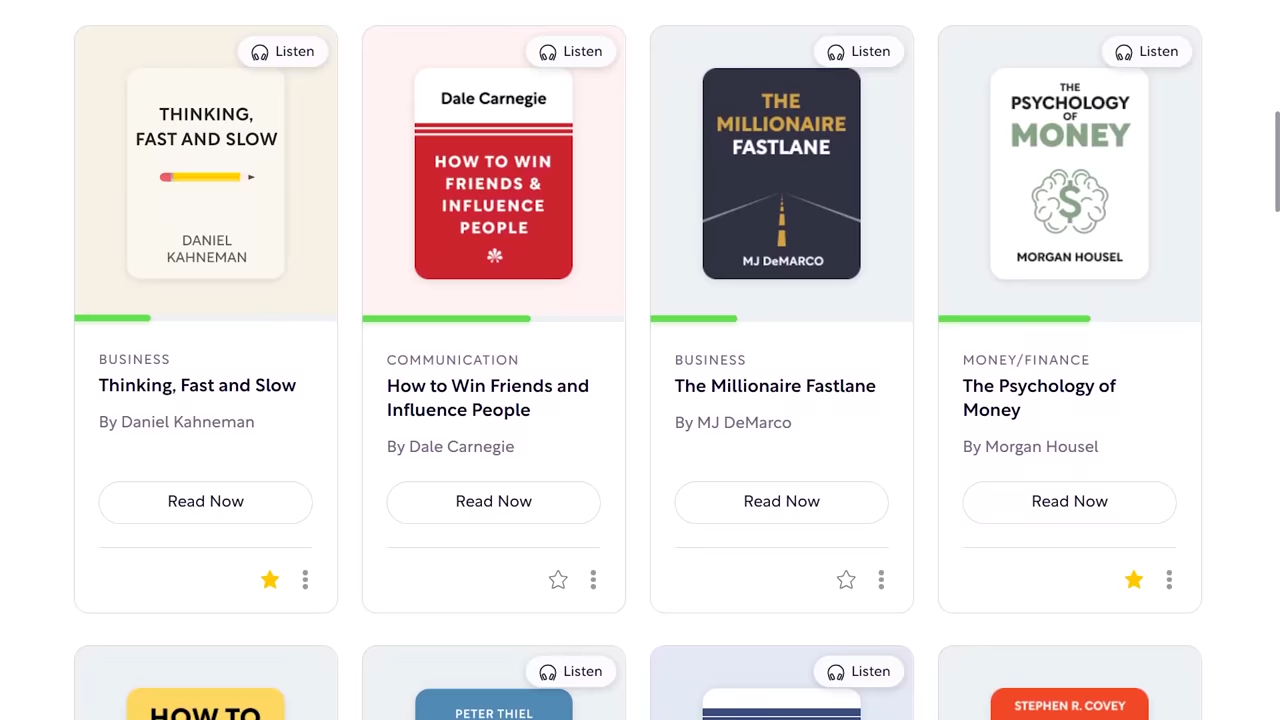 Listen
THINKING,
FAST AND SLOW
DANIEL
KAHNEMAN
BUSINESS
Thinking, Fast and Slow
By Daniel Kahneman
Read Now
Listen
Dale Carnegie
HOW TO WIN
FRIENDS &
INFLUENCE
PEOPLE
COMMUNICATION
How to Win Friends and
Influence People
By Dale Carnegie
Read Now
Listen
THE
MILLIONAIRE
FASTLANE
MJ DeMARCO
BUSINESS
The Millionaire Fastlane
By MJ DeMarco
Read Now
Listen
THE
PSYCHOLOGY
OF
MONEY
$
MORGAN HOUSEL
MONEY/FINANCE
The Psychology of
Money
By Morgan Housel
Read Now
HOW TO
Listen
PETER THIEL
Listen
STEPHEN R. COVEY